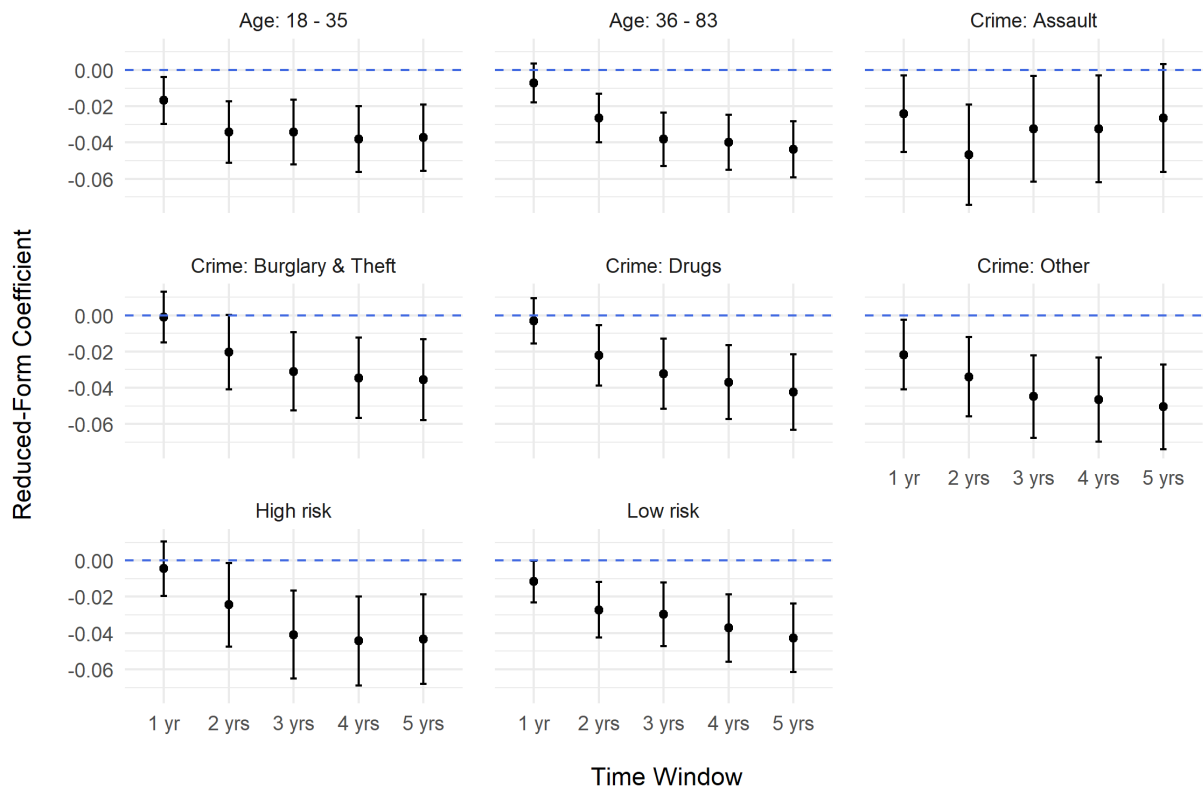 Age: 18 - 35
Age: 36 - 83
Crime: Assault
0.00
-0.02
-0.04
-0.06
Crime: Burglary & Theft
Crime: Drugs
Crime: Other
0.00
-0.02
-0.04
-0.06
1 yr 2 yrs 3 yrs 4 yrs 5 yrs
High risk
Low risk
0.00
-0.02
-0.04
-0.06
1 yr 2 yrs 3 yrs 4 yrs 5 yrs
1 yr 2 yrs 3 yrs 4 yrs 5 yrs
Reduced-Form Coefficient
Time Window